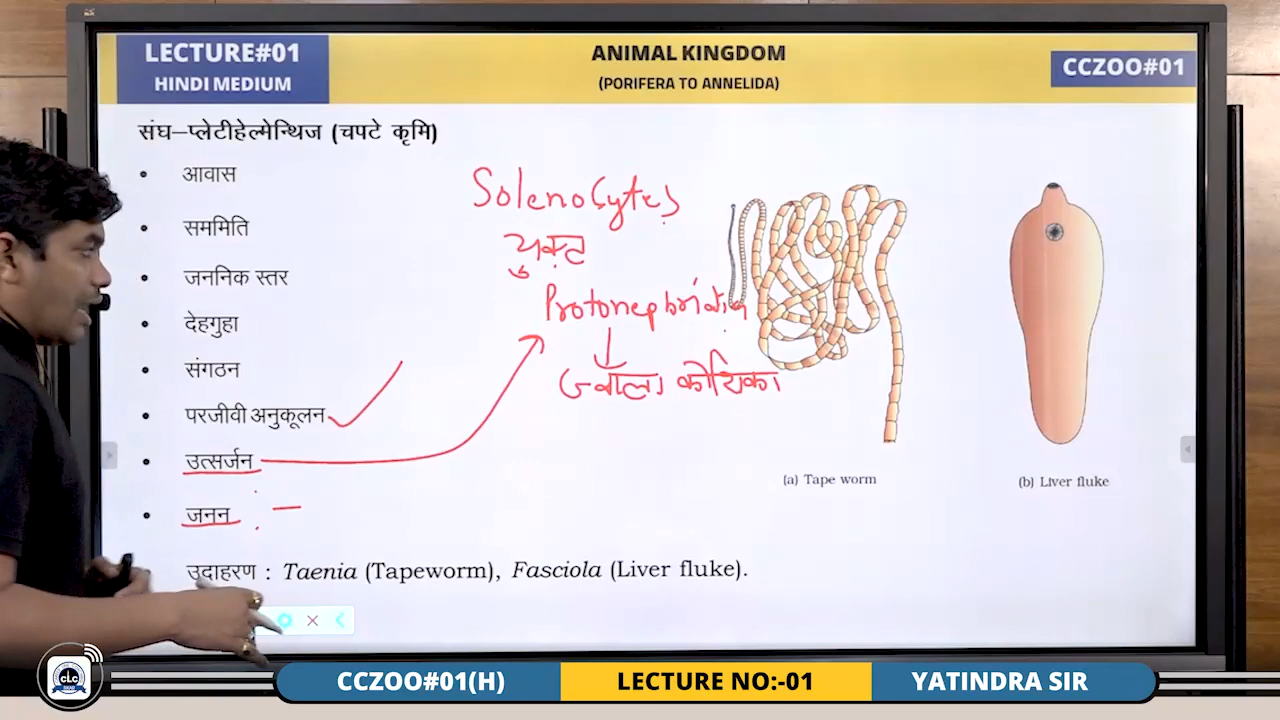 LECTURE#01
HINDI MEDIUM
ANIMAL KINGDOM
(PORIFERA TO ANNELIDA)
CCZOO#01
संघ–प्लेटीहेल्मेन्थिज (चपटे कृमि)
• आवास
• सममिति
• जननिक स्तर
• देहगुहा
• संगठन
• परजीवी अनुकूलन
• उत्सर्जन
• जनन : –
उदाहरण : Taenia (Tapeworm), Fasciola (Liver fluke).
Solenocytes
युक्त
Protonephridia
ज्वाला कोशिका
(a) Tape worm
(b) Liver fluke
CLC
SIKAR
CCZOO#01(H)
LECTURE NO:-01
YATINDRA SIR